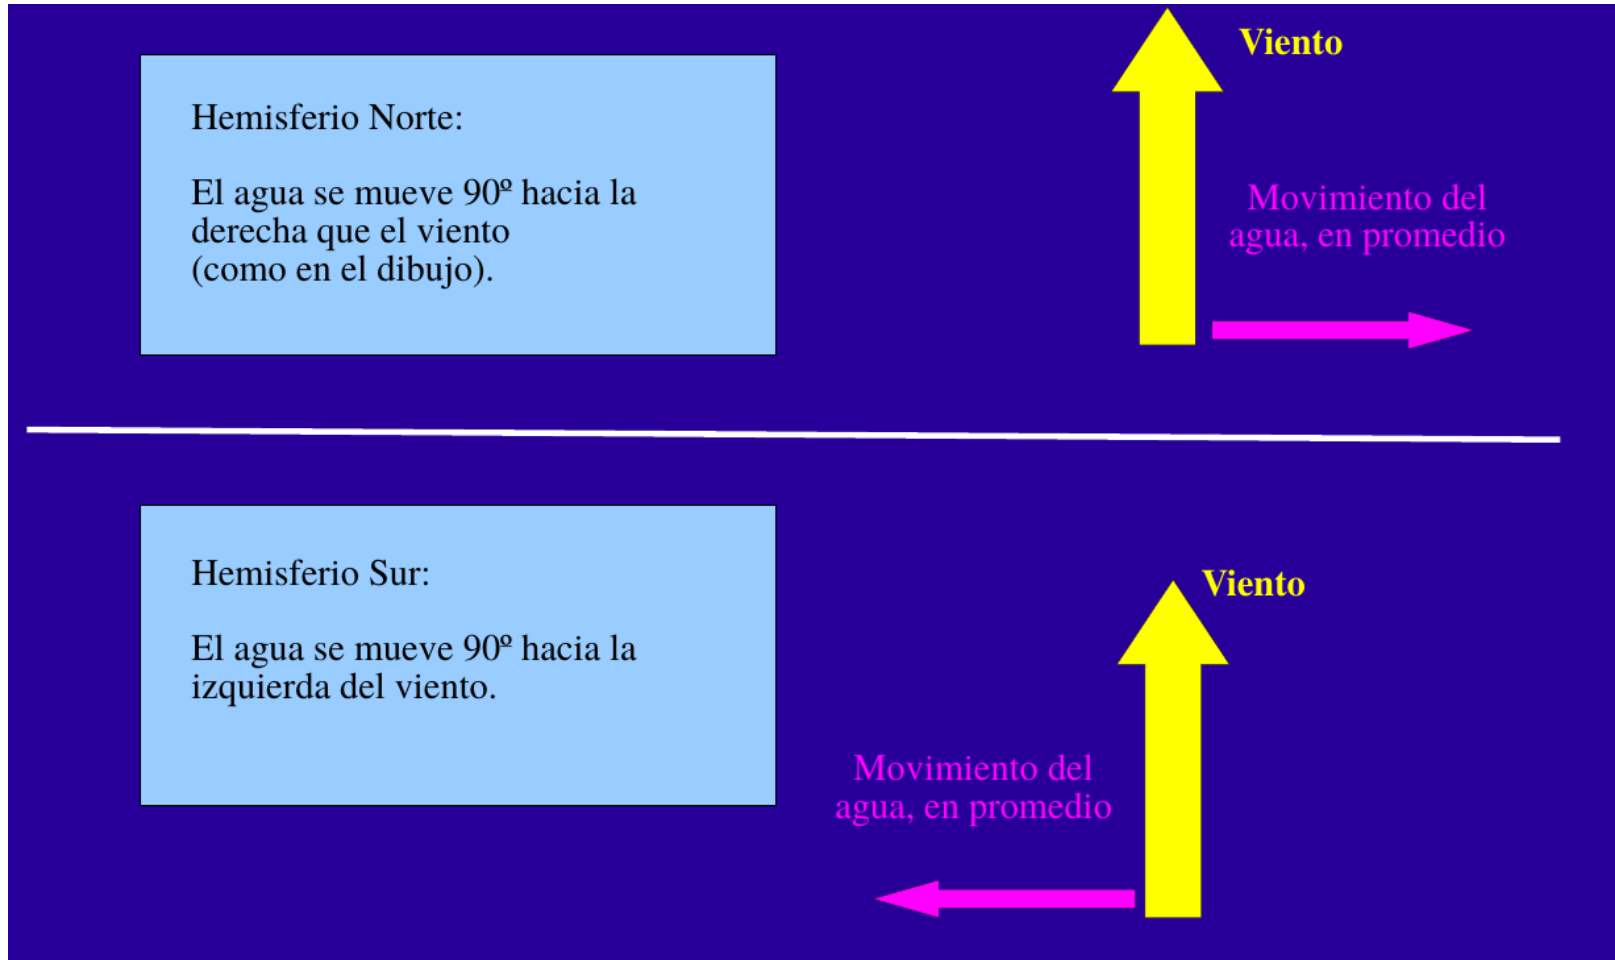 Hemisferio Norte:
El agua se mueve 90º hacia la
derecha que el viento
(como en el dibujo).
Viento
Movimiento del
agua, en promedio
Hemisferio Sur:
El agua se mueve 90º hacia la
izquierda del viento.
Viento
Movimiento del
agua, en promedio